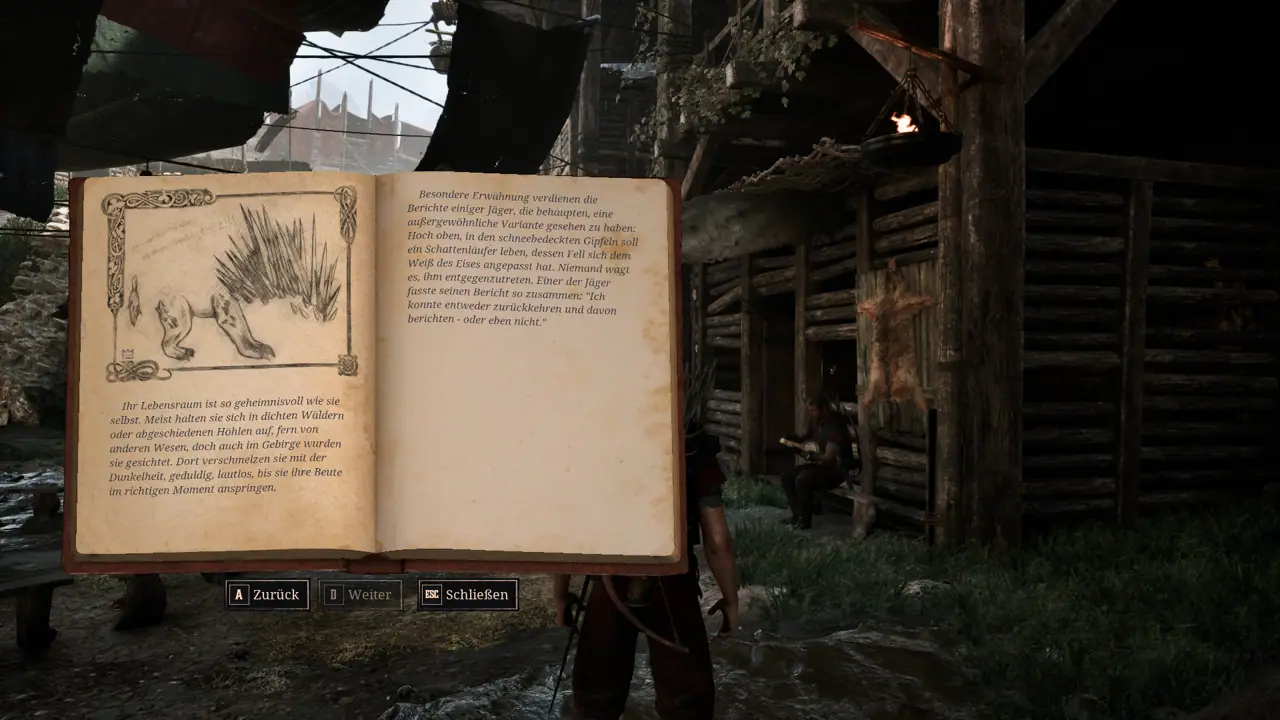 Ihr Lebensraum ist so geheimnisvoll wie sie
selbst. Meist halten sie sich in dichten Wäldern
oder abgeschiedenen Höhlen auf, fern von
anderen Wesen, doch auch im Gebirge wurden
sie gesichtet. Dort verschmelzen sie mit der
Dunkelheit, geduldig, lautlos, bis sie ihre Beute
im richtigen Moment anspringen.
Besondere Erwähnung verdienen die
Berichte einiger Jäger, die behaupten, eine
außergewöhnliche Variante gesehen zu haben:
Hoch oben, in den schneebedeckten Gipfeln soll
ein Schattenläufer leben, dessen Fell sich dem
Weiß des Eises angepasst hat. Niemand wagt
es, ihm entgegenzutreten. Einer der Jäger
fasste seinen Bericht so zusammen: "Ich
konnte entweder zurückkehren und davon
berichten - oder eben nicht."
A Zurück
D Weiter
ESC Schließen